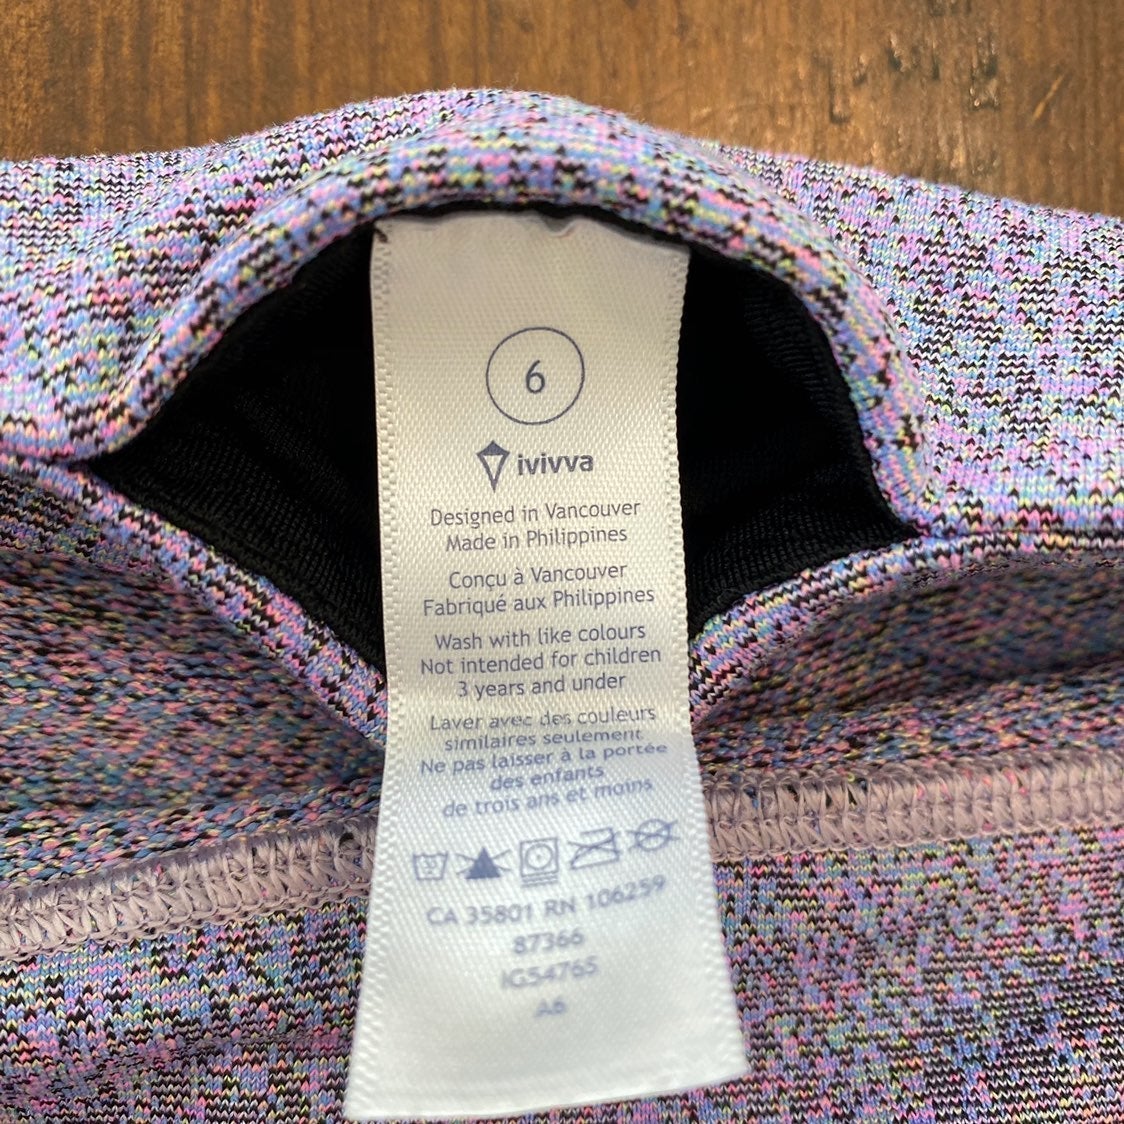 6
ivivva
Designed in Vancouver
Made in Philippines
Conçu à Vancouver
Fabriqué aux Philippines
Wash with like colours
Not intended for children
3 years and under
Laver avec des couleurs
similaires seulement
Ne pas laisser à la portée
des enfants
de trois ans et moins
CA 35801 RN 106259
87366
IG54765
A6